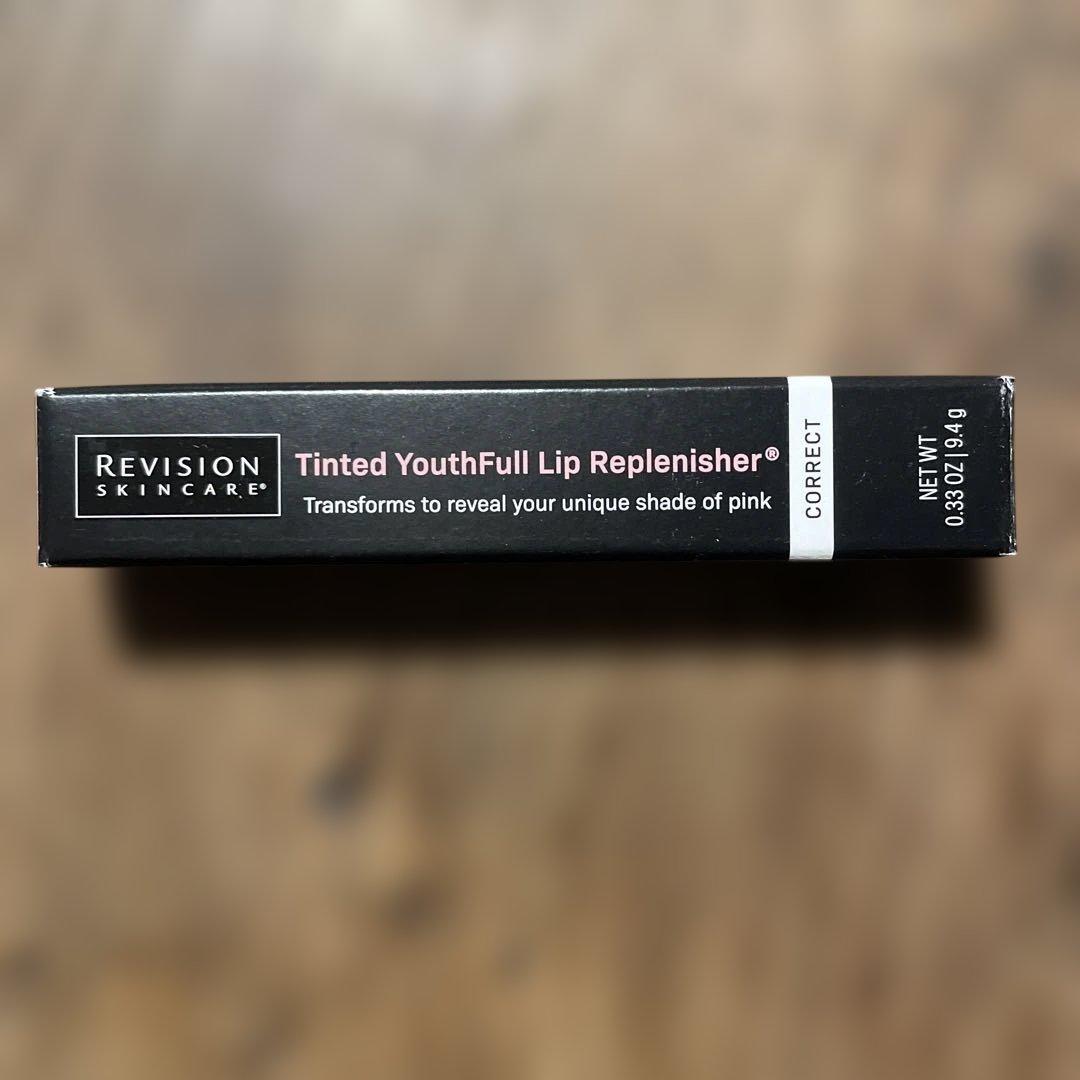 REVISION
SKINCARE®
Tinted YouthFull Lip Replenisher®
Transforms to reveal your unique shade of pink
CORRECT
NET WT
0.33 OZ | 9.4 g